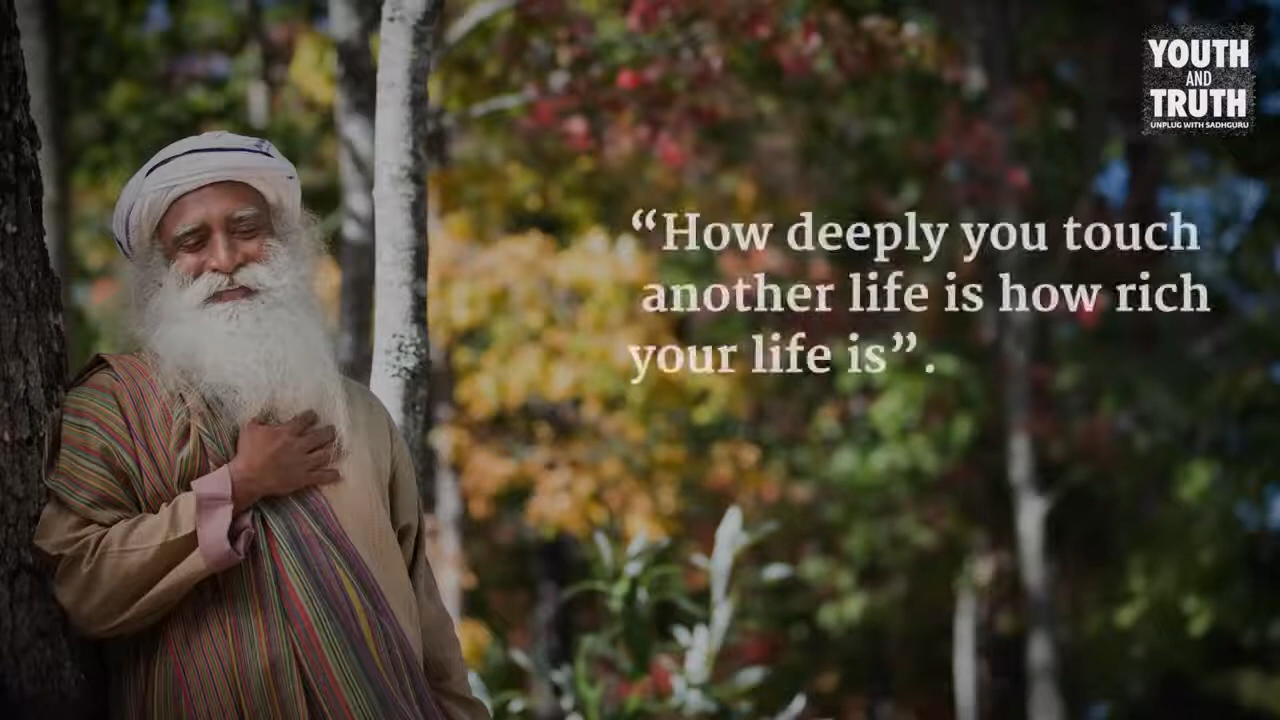 YOUTH
AND
TRUTH
UNPLUG WITH SADHGURU
“How deeply you touch
another life is how rich
your life is”.